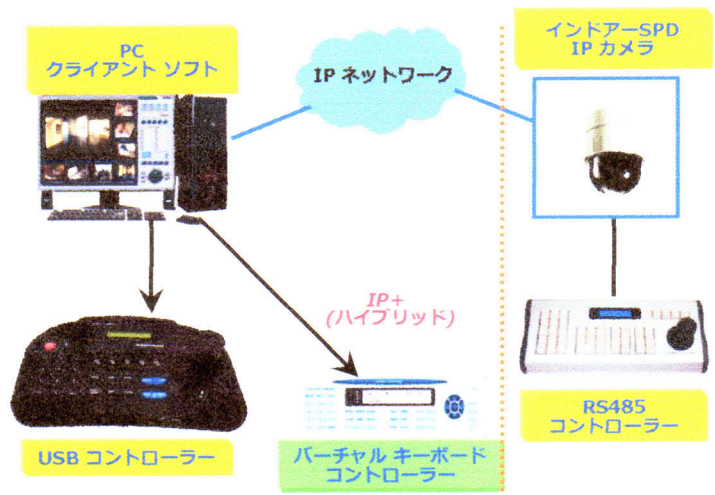 PC
クライアント ソフト
IP ネットワーク
インドアーSPD
IP カメラ
IP+
(ハイブリッド)
USB コントローラー
バーチャル キーボード
コントローラー
RS485
コントローラー